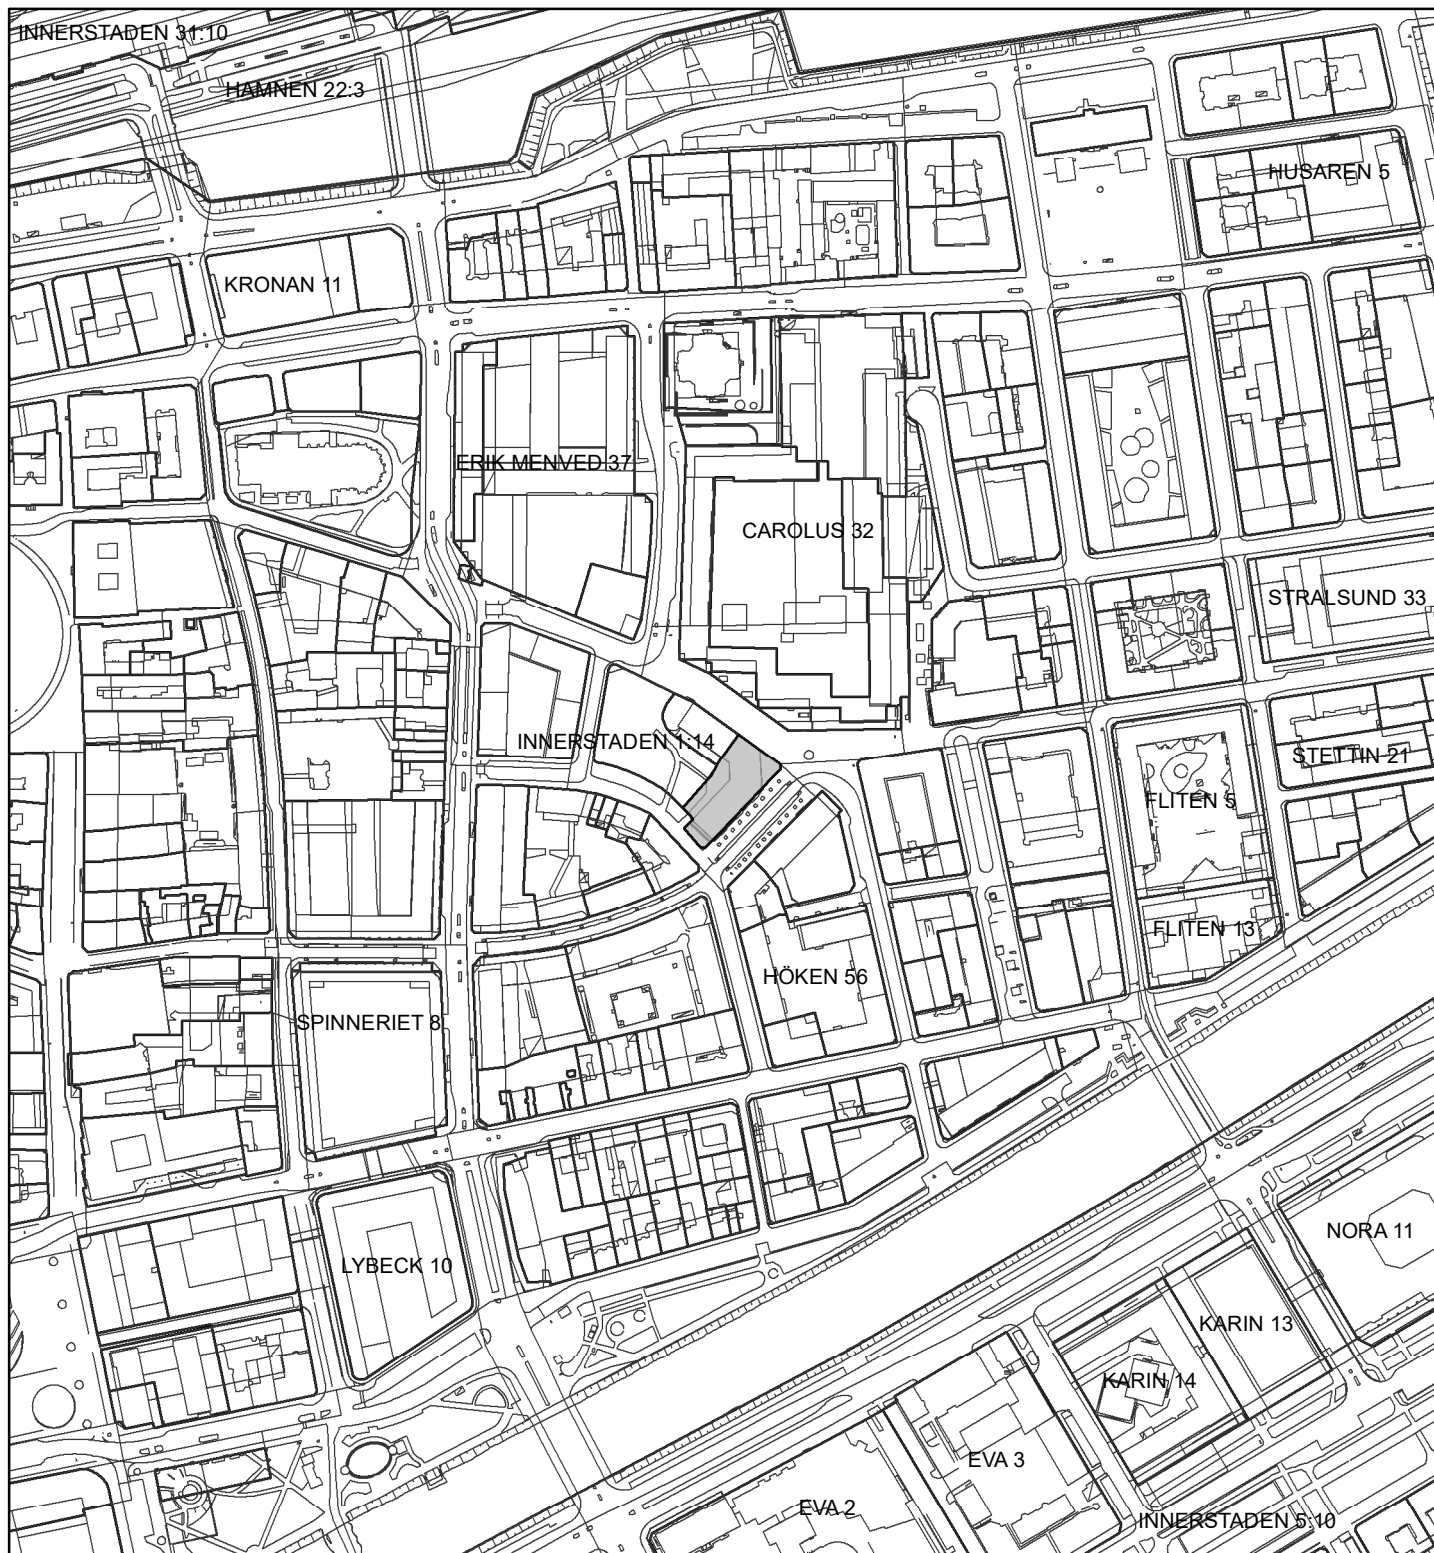 INNERSTADEN 31:10
HAMNEN 22:3
HUSAREN 5
KRONAN 11
ERIK MENVED 37
CAROLUS 32
STRALSUND 33
INNERSTADEN 1:14
STETTIN 21
FLITEN 5
FLITEN 13
HÖKEN 56
SPINNERIET 8
NORA 11
LYBECK 10
KARIN 13
KARIN 14
EVA 3
EVA 2
INNERSTADEN 5:10